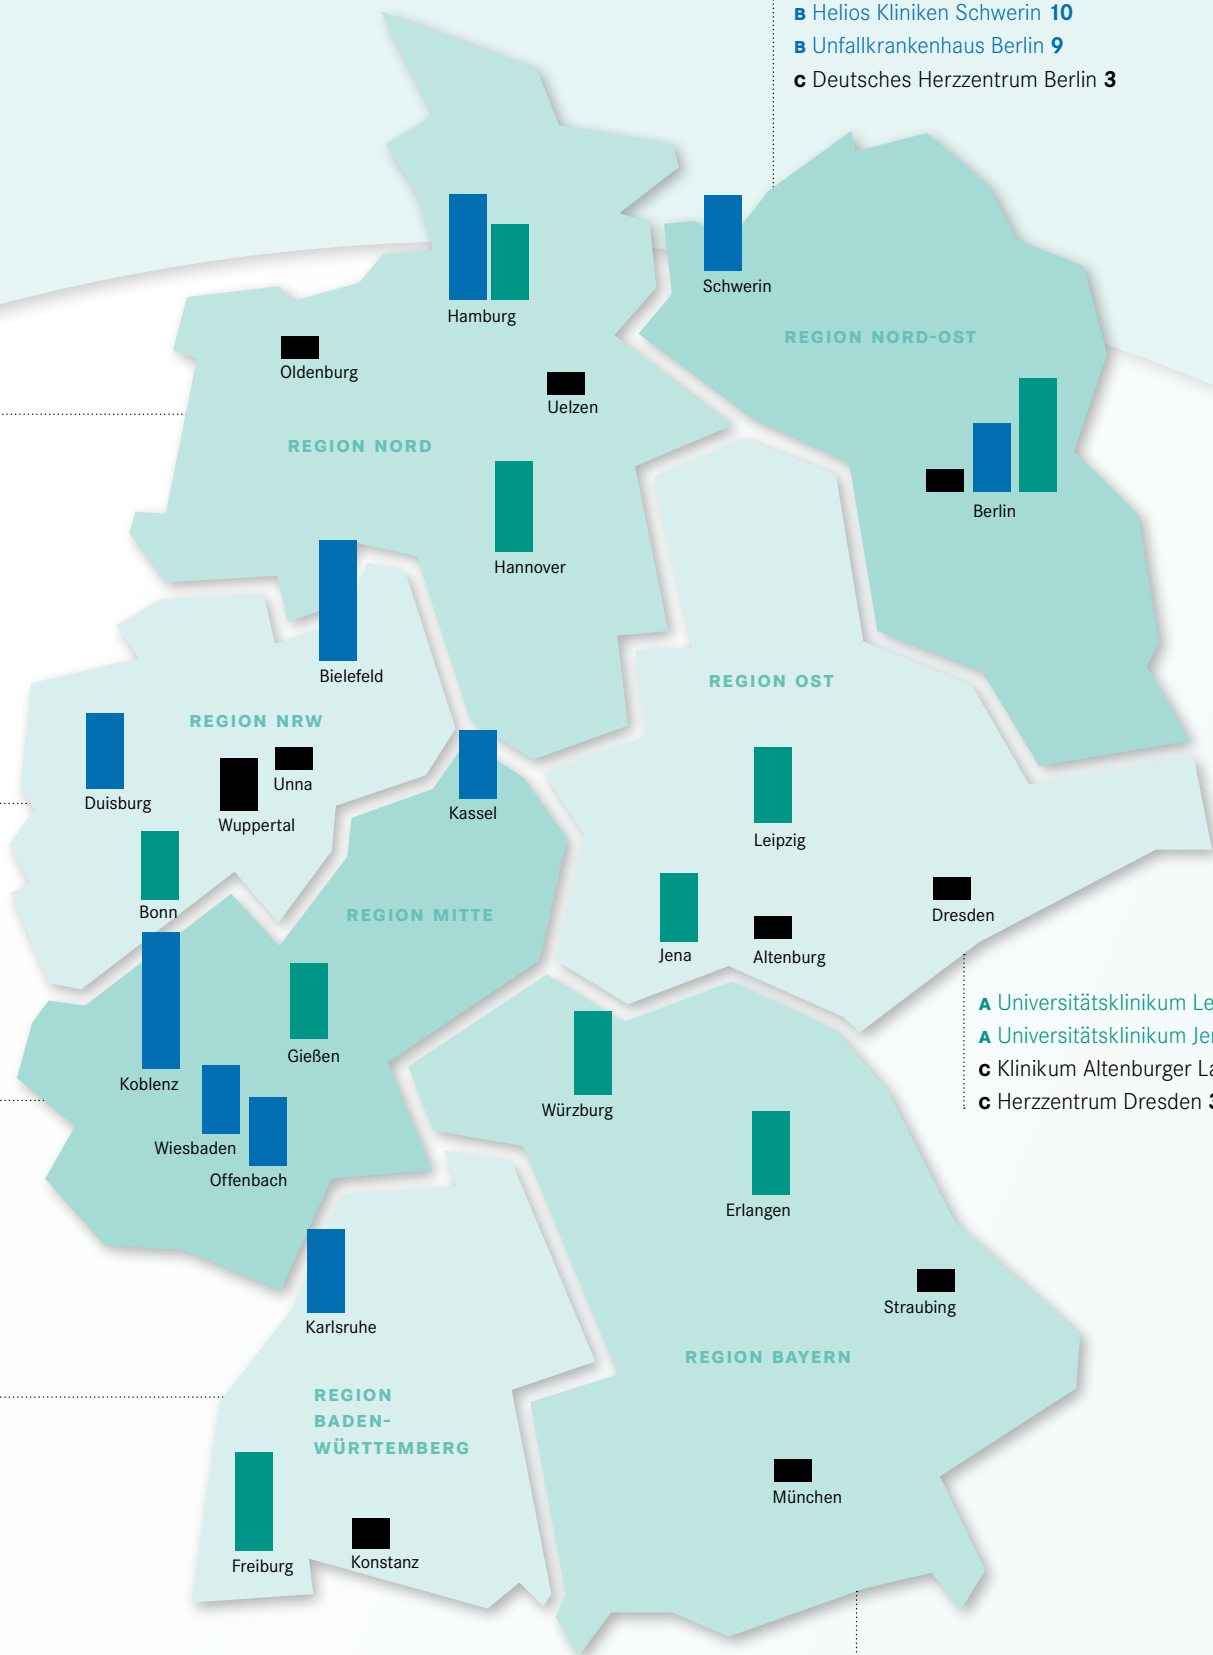 B Helios Kliniken Schwerin 10
B Unfallkrankenhaus Berlin 9
C Deutsches Herzzentrum Berlin 3
Schwerin
Hamburg
REGION NORD-OST
Oldenburg
Uelzen
REGION NORD
Berlin
Hannover
Bielefeld
REGION OST
REGION NRW
Unna
Duisburg
Kassel
Wuppertal
Leipzig
Bonn
REGION MITTE
Dresden
Jena
Altenburg
A Universitätsklinikum
A Universitätsklinikum
C Klinikum Altenburger
C Herzzentrum Dresden
Gießen
Koblenz
Würzburg
Wiesbaden
Offenbach
Erlangen
Straubing
Karlsruhe
REGION BAYERN
REGION
BADEN-
WÜRTTEMBERG
München
Freiburg
Konstanz